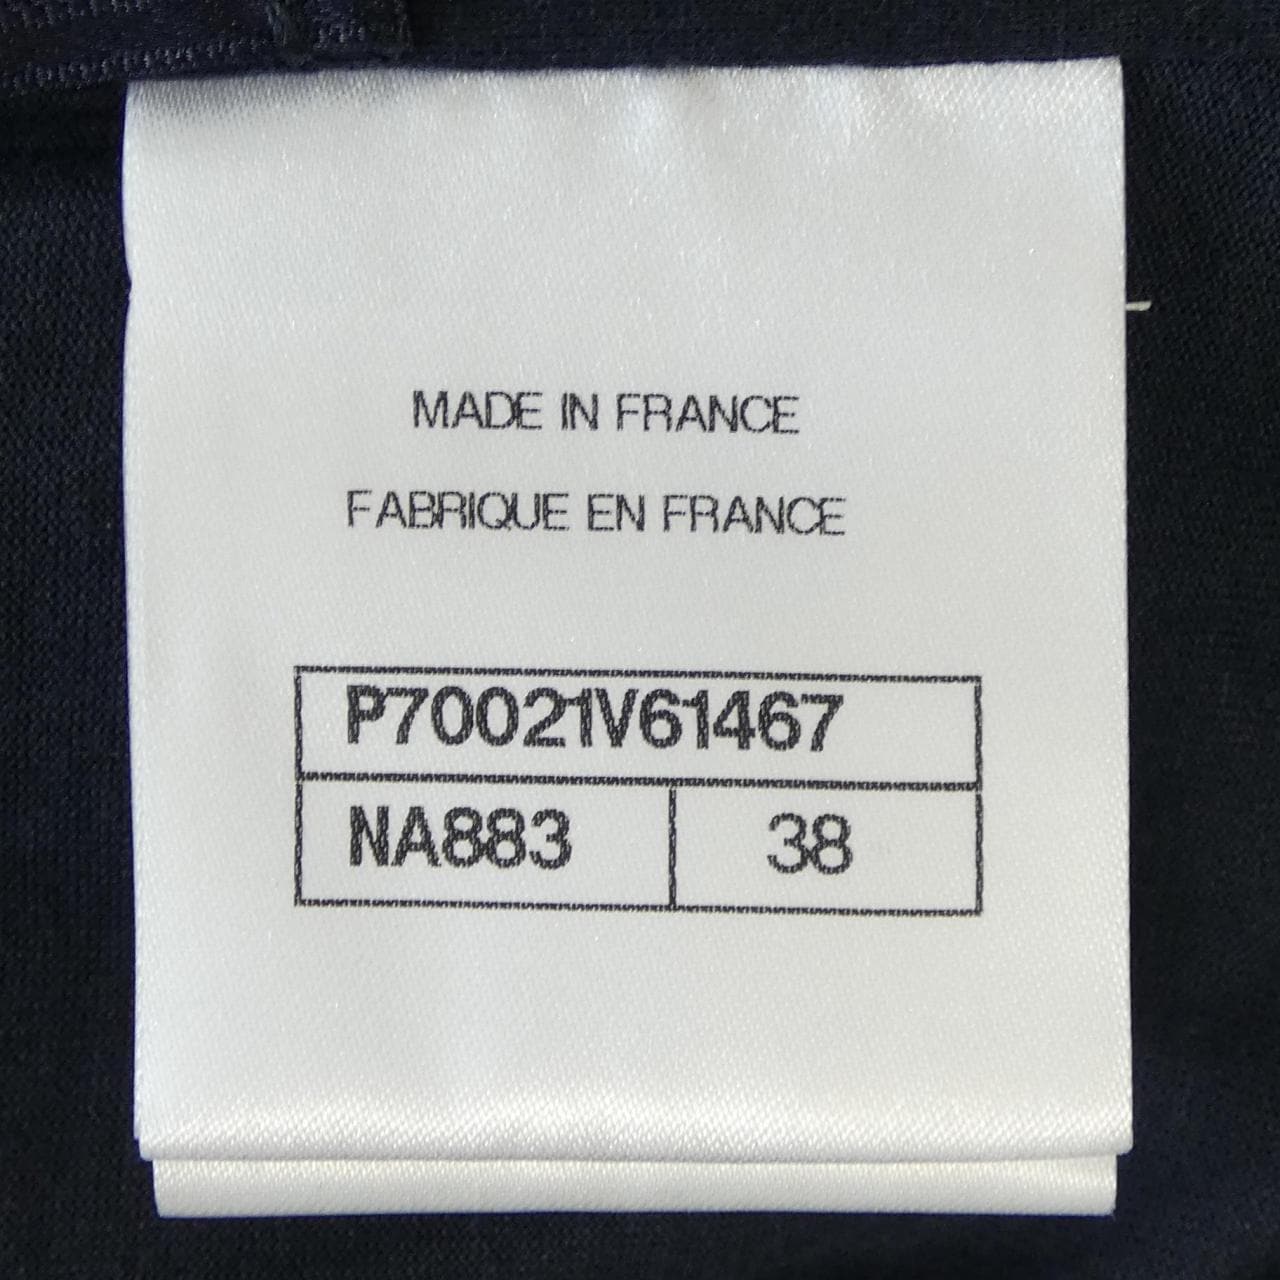 MADE IN FRANCE
FABRIQUE EN FRANCE
P70021V61467
NA883 38